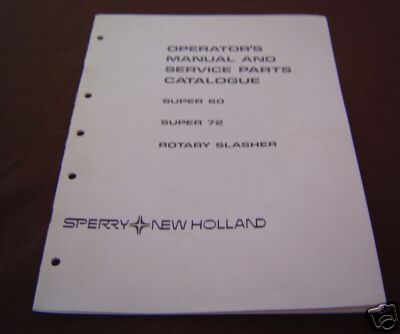 OPERATOR'S
MANUAL AND
SERVICE PARTS
CATALOGUE
SUPER 60
SUPER 72
ROTARY SLASHER
SPERRY NEW HOLLAND